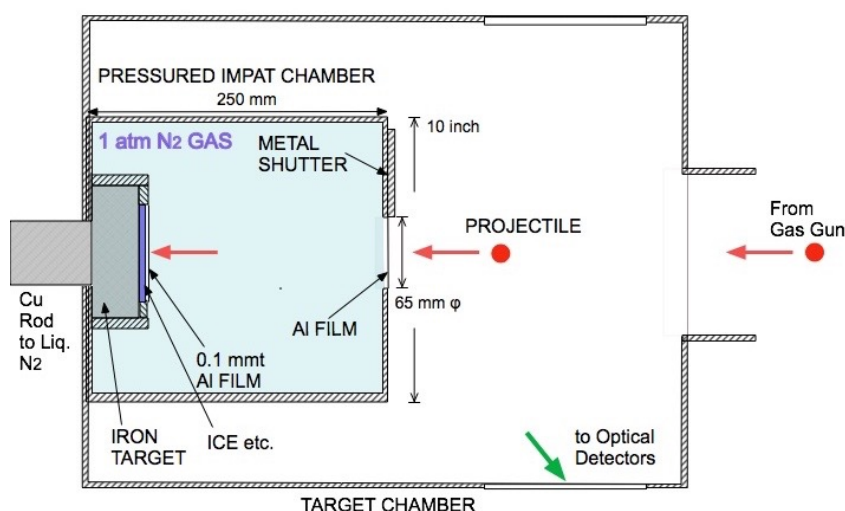 PRESSURED IMPAT CHAMBER
250 mm
10 inch
1 atm N2 GAS
METAL
SHUTTER
PROJECTILE
From
Gas Gun
Cu
Rod
to Liq.
N2
65 mm φ
Al FILM
0.1 mmt
Al FILM
IRON
TARGET
ICE etc.
to Optical
Detectors
TARGET CHAMBER